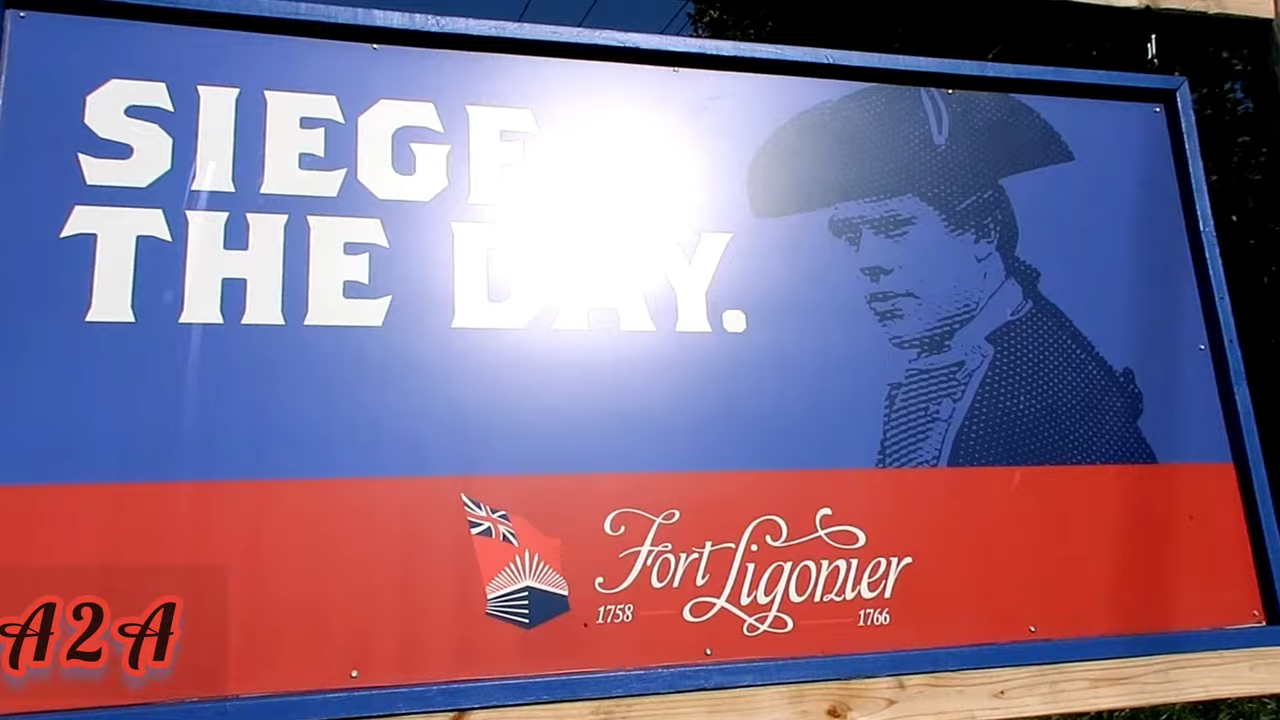 SIEGE
THE DAY.
Fort Ligonier
1758 1766
A2A